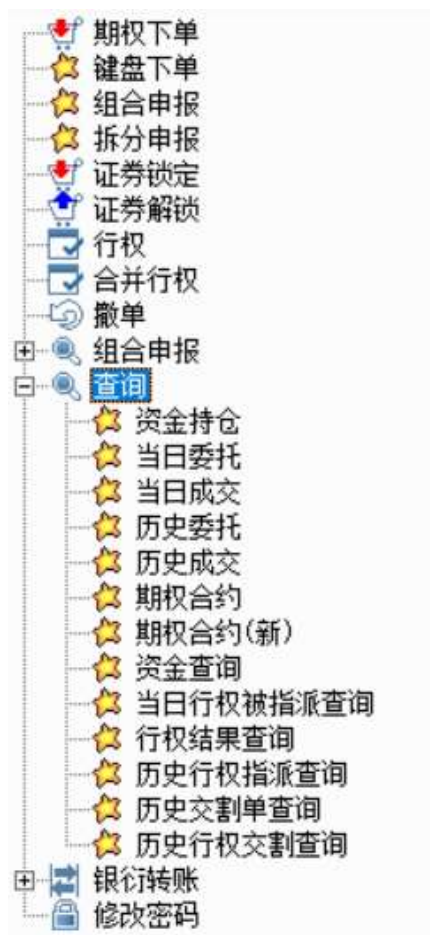 期权下单
键盘下单
组合申报
拆分申报
证券锁定
证券解锁
行权
合并行权
撤单
组合申报
查询
资金持仓
当日委托
当日成交
历史委托
历史成交
期权合约
期权合约(新)
资金查询
当日行权被指派查询
行权结果查询
历史行权指派查询
历史交割单查询
历史行权交割查询
银衍转账
修改密码